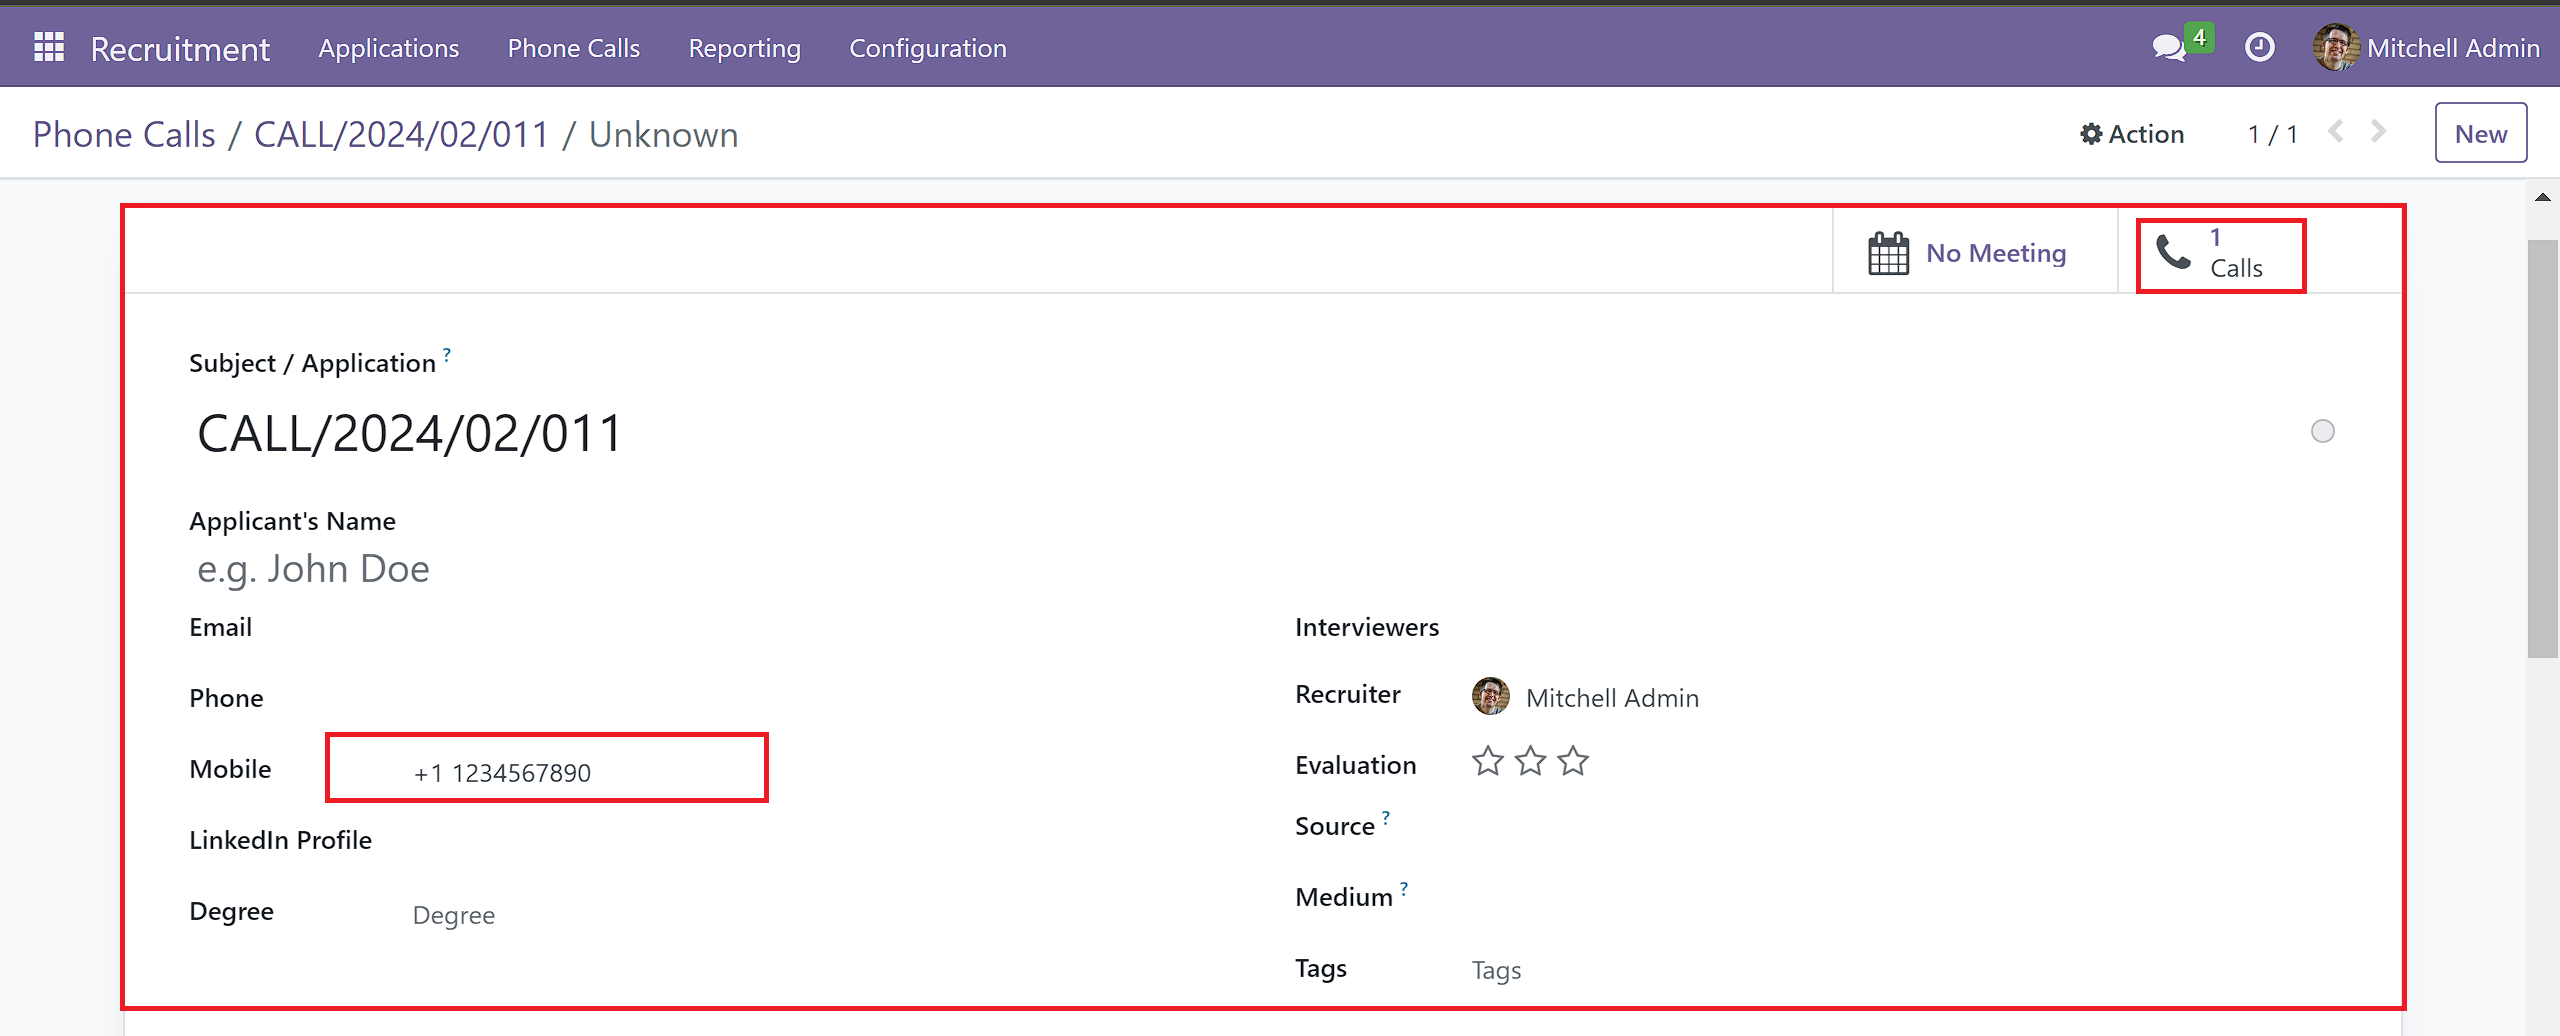 Recruitment Applications Phone Calls Reporting Configuration 4 Mitchell Admin
Phone Calls / CALL/2024/02/011 / Unknown Action 1 / 1 New
No Meeting
1
Calls
Subject / Application ?
CALL/2024/02/011
Applicant's Name
e.g. John Doe
Email
Phone
Mobile +1 1234567890
LinkedIn Profile
Degree Degree
Interviewers
Recruiter Mitchell Admin
Evaluation
Source ?
Medium ?
Tags Tags